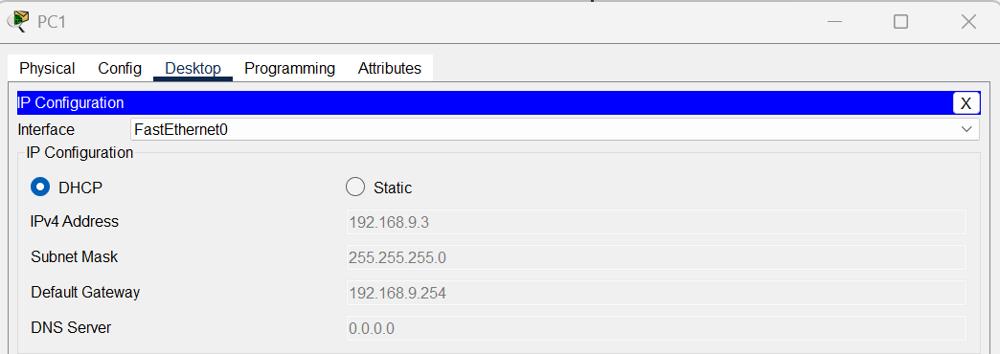 PC1
Physical Config Desktop Programming Attributes
IP Configuration X
Interface FastEthernet0
IP Configuration
DHCP Static
IPv4 Address 192.168.9.3
Subnet Mask 255.255.255.0
Default Gateway 192.168.9.254
DNS Server 0.0.0.0